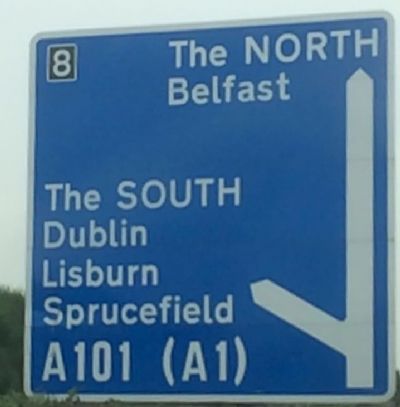 8
The NORTH
Belfast
The SOUTH
Dublin
Lisburn
Sprucefield
A101 (A1)